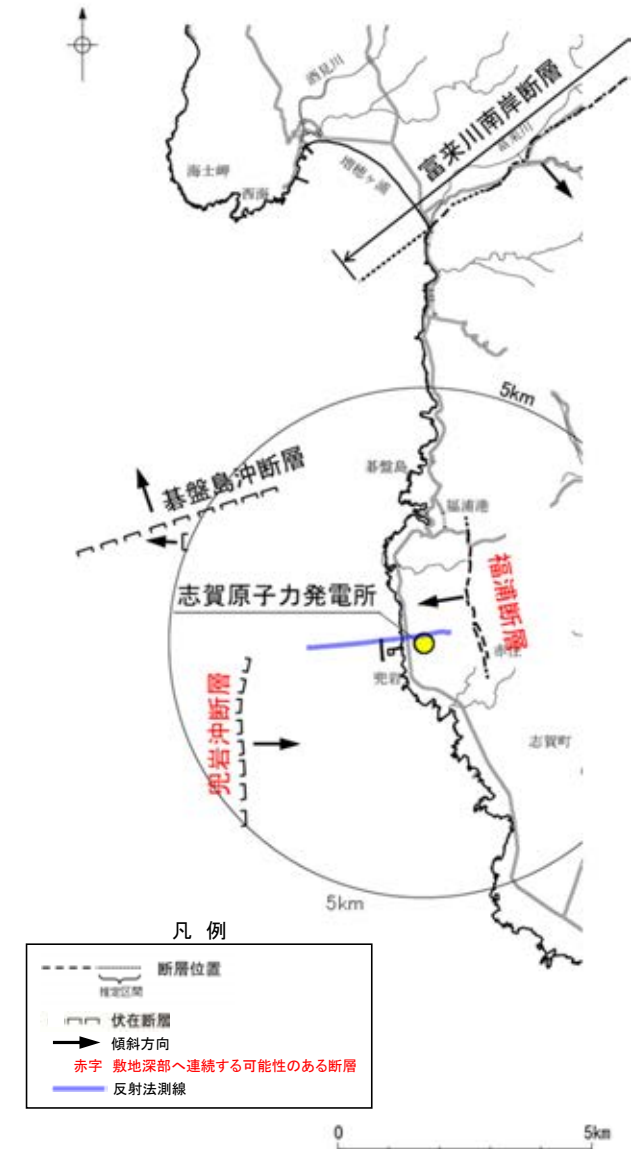 酒見川
富来川南岸断層
富来川
増穂ヶ浦
海士岬
西海
5km
碁盤島沖断層
碁盤島
福浦港
志賀原子力発電所
福浦断層
赤住
兜岩
兜岩沖断層
志賀町
5km
凡 例
断層位置
推定区間
伏在断層
傾斜方向
赤字 敷地深部へ連続する可能性のある断層
反射法測線
0 5km